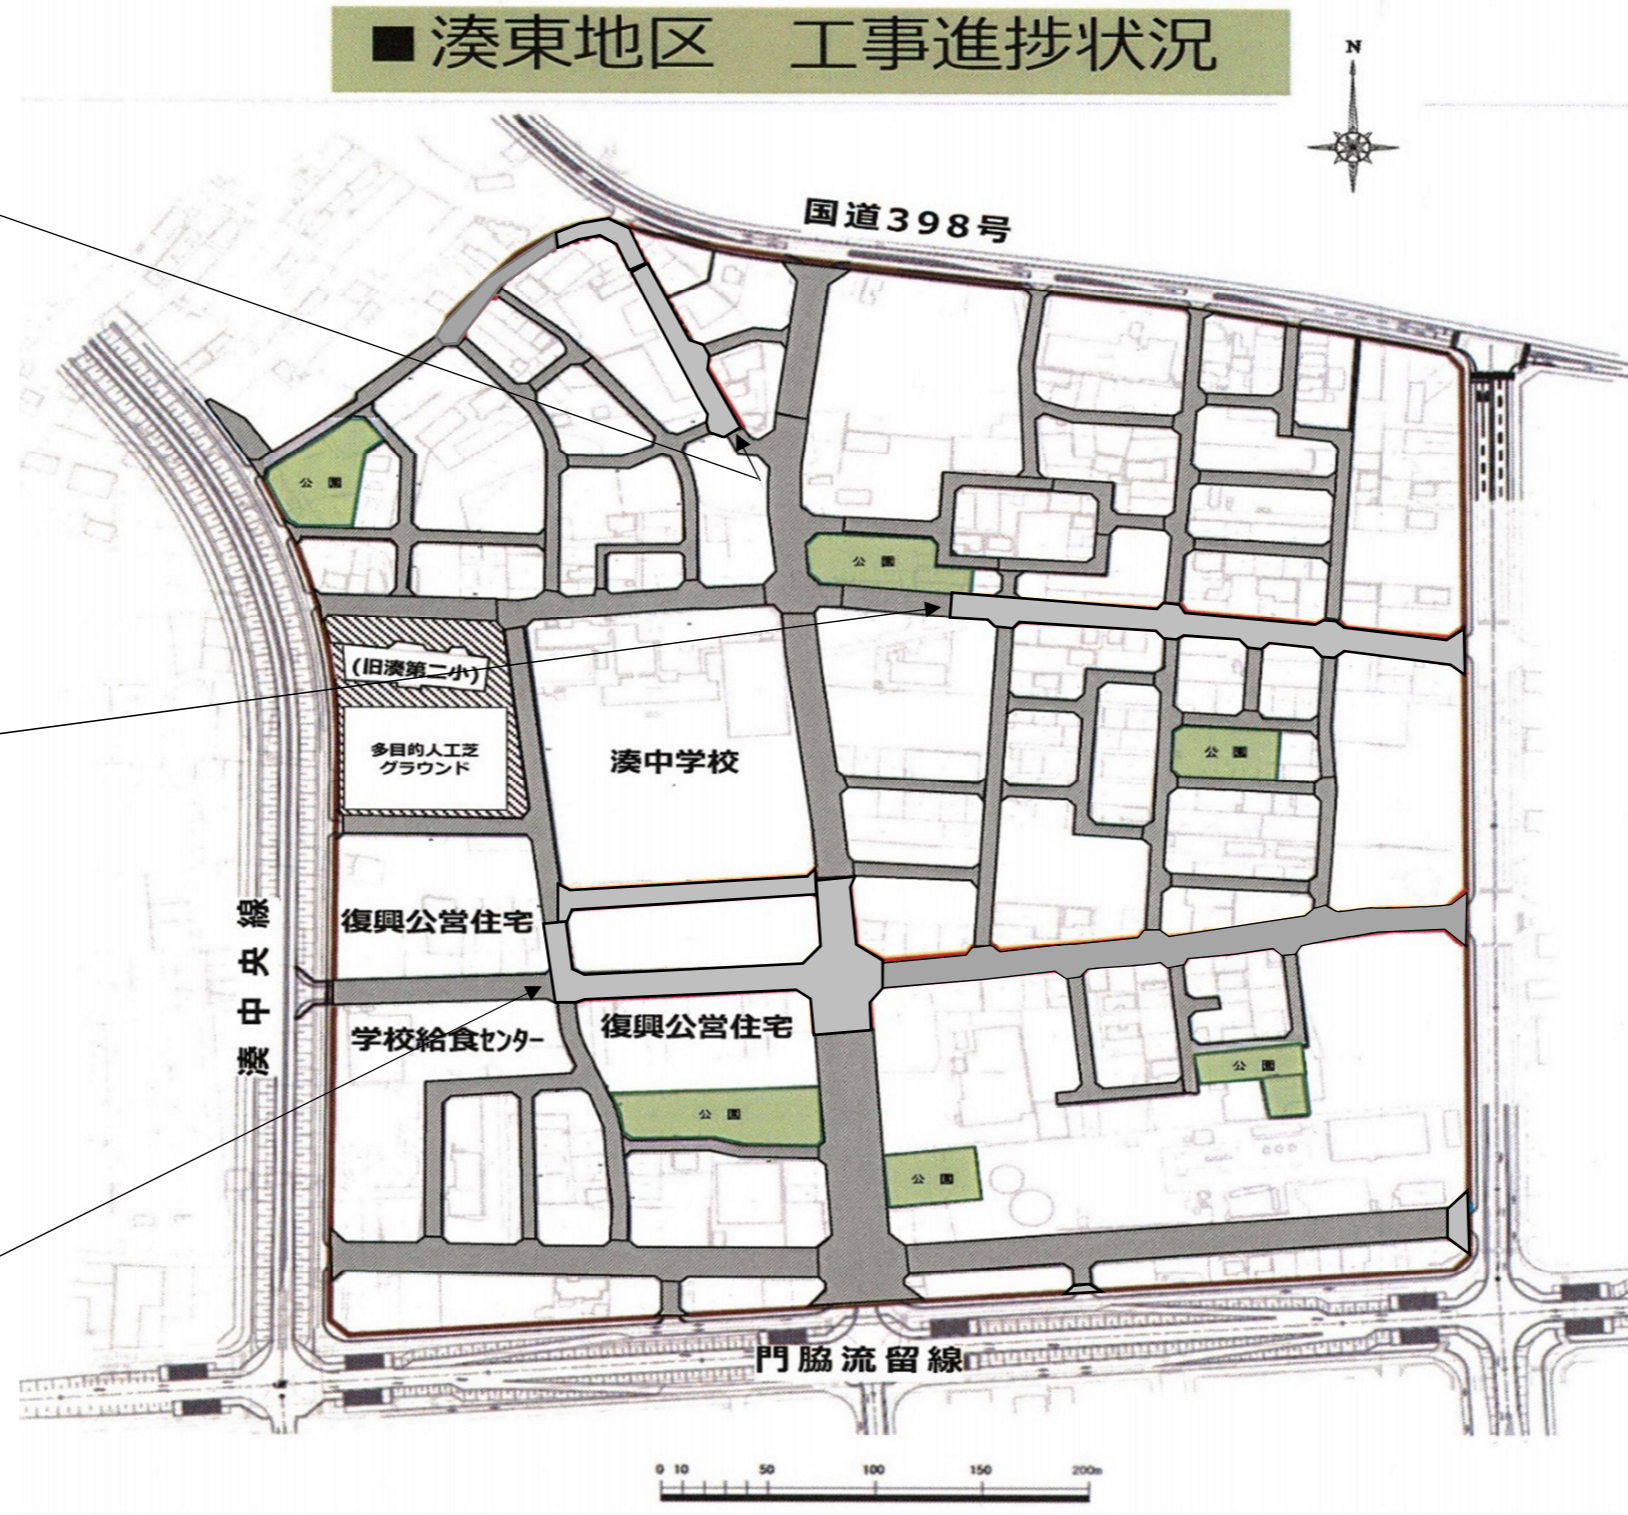 ■湊東地区 工事進捗状況
N
国道398号
公園
公園
(旧湊第二小)
多目的人工芝
グラウンド
湊中学校
公園
復興公営住宅
湊中央線
学校給食センター
復興公営住宅
公園
公園
公園
門脇流留線
0 10 50 100 150 200m